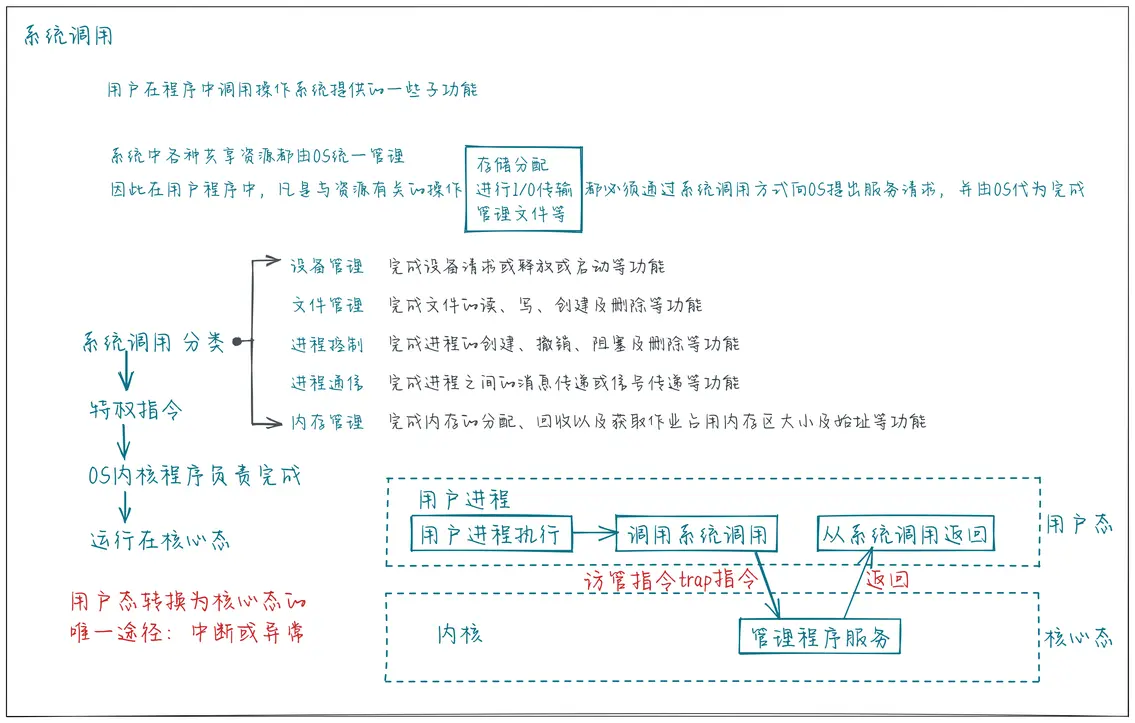 系统调用
用户在程序中调用操作系统提供的一些子功能
系统中各种共享资源都由OS统一管理
因此在用户程序中，凡是与资源有关的操作
存储分配
进行I/O传输
管理文件等
都必须通过系统调用方式向OS提出服务请求，并由OS代为完成
系统调用 分类
设备管理 完成设备请求或释放或启动等功能
文件管理 完成文件的读、写、创建及删除等功能
进程控制 完成进程的创建、撤销、阻塞及删除等功能
进程通信 完成进程之间的消息传递或信号传递等功能
内存管理 完成内存的分配、回收以及获取作业占用内存区大小及始址等功能
特权指令
OS内核程序负责完成
运行在核心态
用户态转换为核心态的
唯一途径：中断或异常
用户进程
用户进程执行
调用系统调用
从系统调用返回
用户态
访管指令trap指令
返回
内核
管理程序服务
核心态